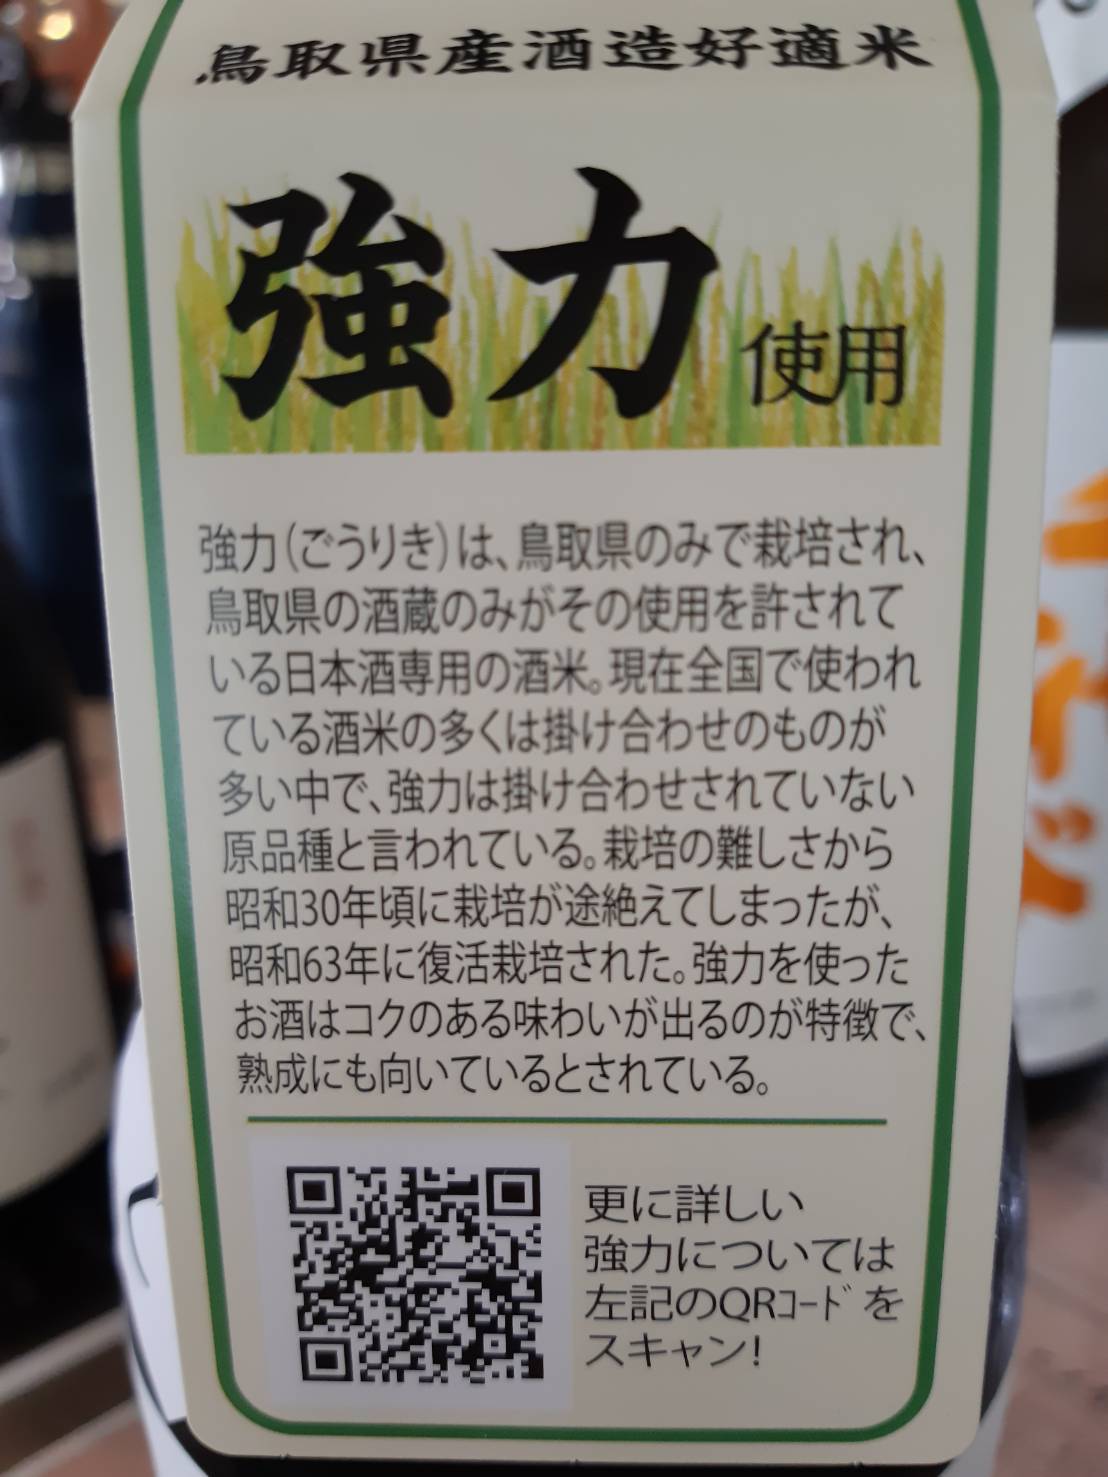 鳥取県産酒造好適米
強力使用
強力(ごうりき)は、鳥取県のみで栽培され、
鳥取県の酒蔵のみがその使用を許されて
いる日本酒専用の酒米。現在全国で使われ
ている酒米の多くは掛け合わせのものが
多い中で、強力は掛け合わせされていない
原品種と言われている。栽培の難しさから
昭和30年頃に栽培が途絶えてしまったが、
昭和63年に復活栽培された。強力を使った
お酒はコクのある味わいが出るのが特徴で、
熟成にも向いているとされている。
更に詳しい
強力については
左記のQRｺｰﾄﾞを
スキャン!